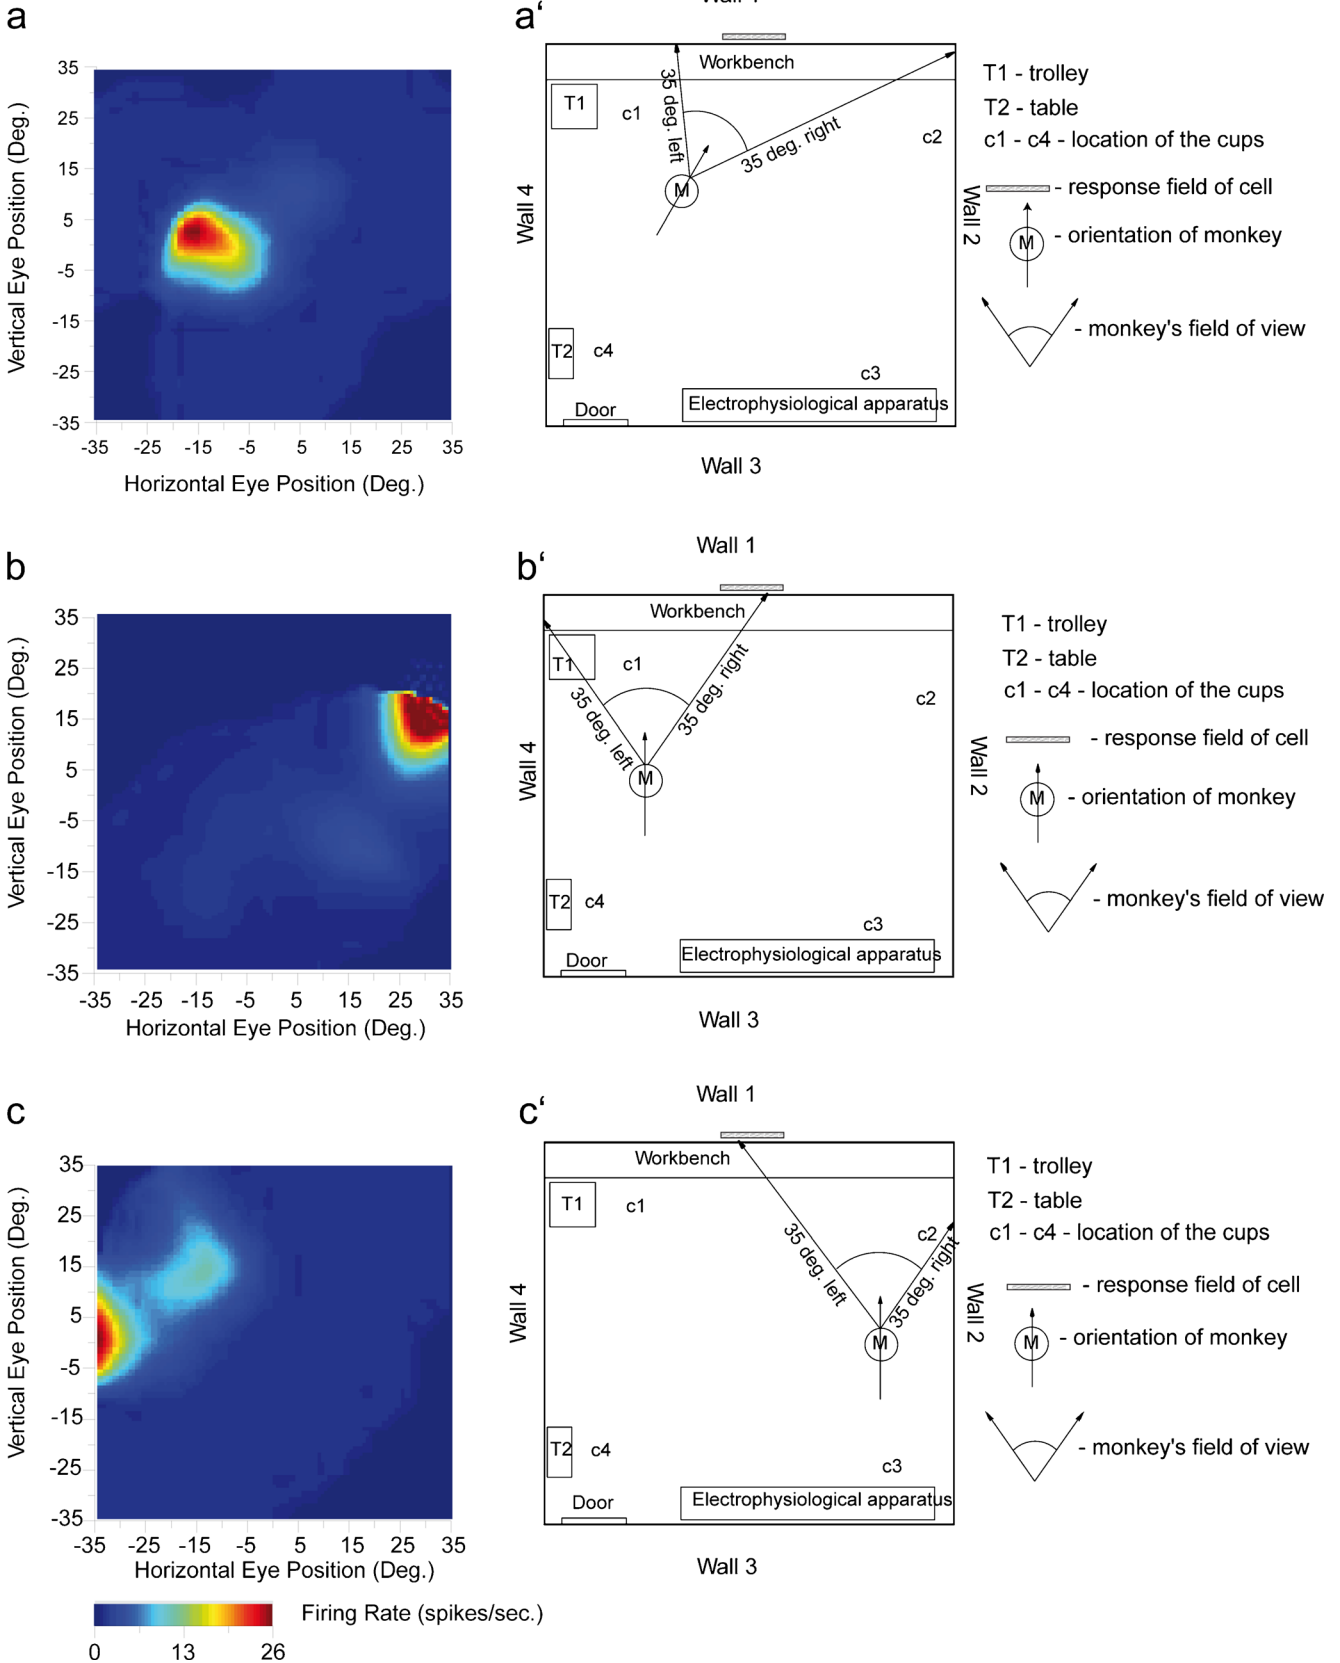 a
35
25
15
5
-5
-15
-25
-35
Vertical Eye Position (Deg.)
-35 -25 -15 -5 5 15 25 35
Horizontal Eye Position (Deg.)
a‘
Wall 1
Workbench
T1
c1
c2
35 deg. left
35 deg. right
M
Wall 4
Wall 2
T2
c4
c3
Electrophysiological apparatus
Door
Wall 3
T1 - trolley
T2 - table
c1 - c4 - location of the cups
- response field of cell
M
- orientation of monkey
- monkey's field of view
b
35
25
15
5
-5
-15
-25
-35
Vertical Eye Position (Deg.)
-35 -25 -15 -5 5 15 25 35
Horizontal Eye Position (Deg.)
b‘
Wall 1
Workbench
T1
c1
c2
35 deg. left
35 deg. right
M
Wall 4
Wall 2
T2
c4
c3
Electrophysiological apparatus
Door
Wall 3
T1 - trolley
T2 - table
c1 - c4 - location of the cups
- response field of cell
M
- orientation of monkey
- monkey's field of view
c
35
25
15
5
-5
-15
-25
-35
Vertical Eye Position (Deg.)
-35 -25 -15 -5 5 15 25 35
Horizontal Eye Position (Deg.)
c‘
Wall 1
Workbench
T1
c1
c2
35 deg. left
35 deg. right
M
Wall 4
Wall 2
T2
c4
c3
Electrophysiological apparatus
Door
Wall 3
T1 - trolley
T2 - table
c1 - c4 - location of the cups
- response field of cell
M
- orientation of monkey
- monkey's field of view
Firing Rate (spikes/sec.)
0 13 26